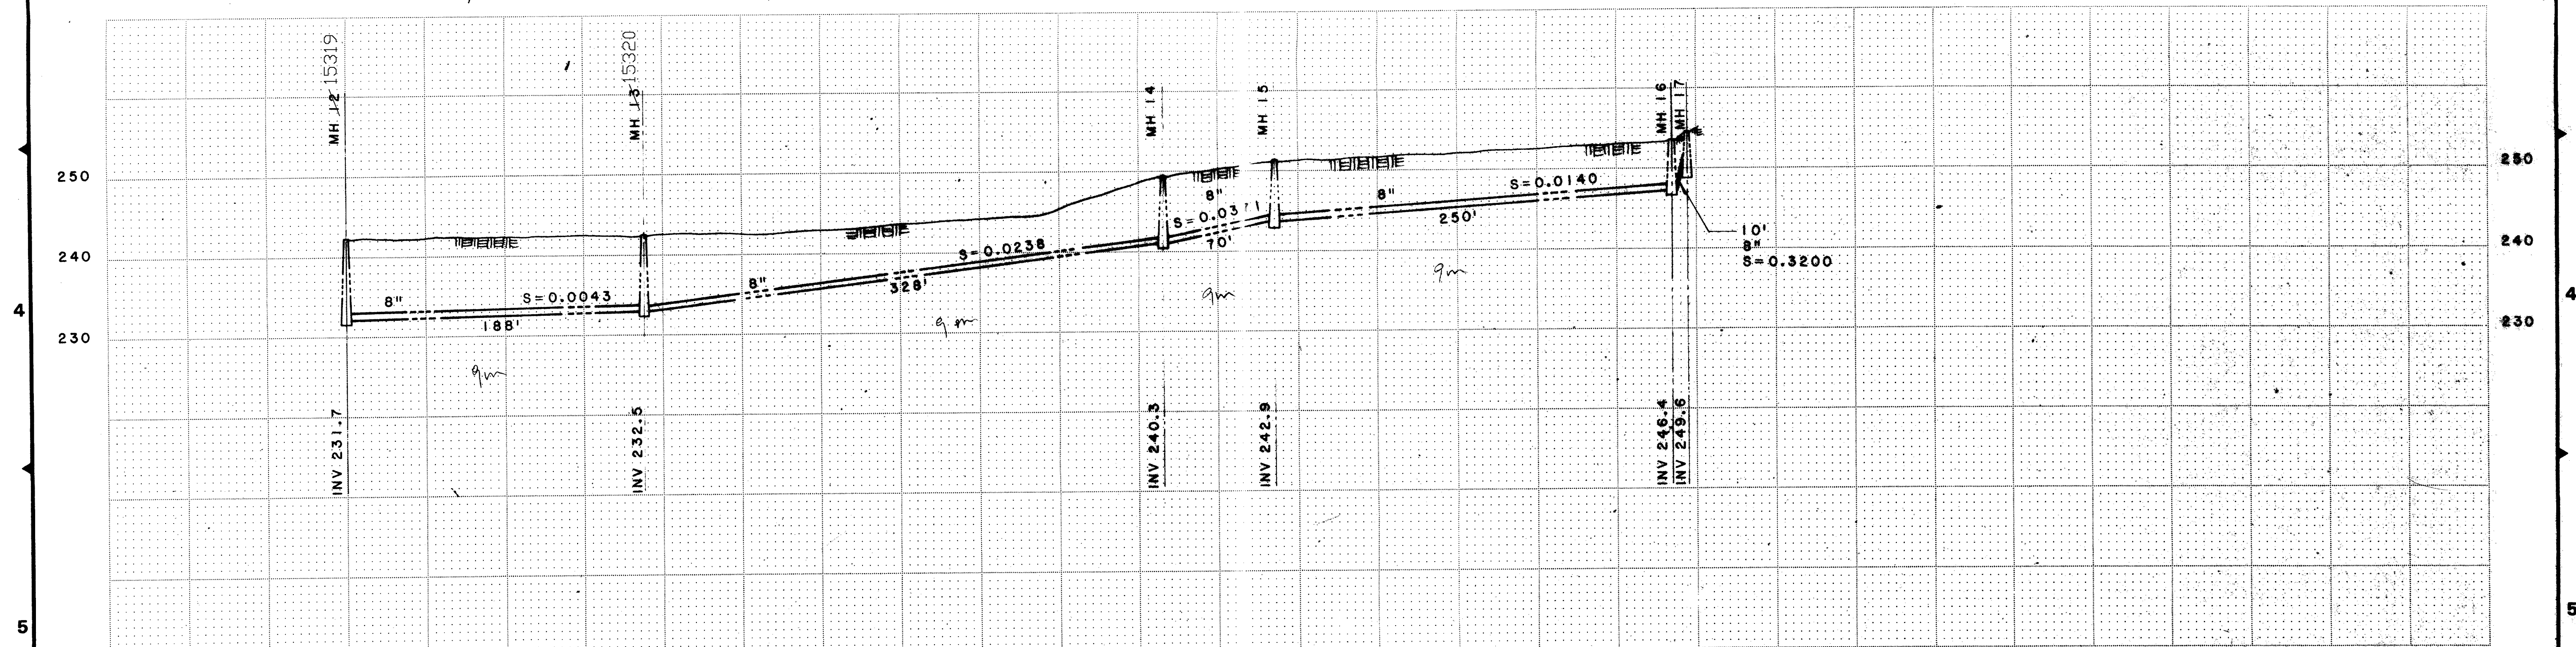 15319
15320
MH 12
MH 13
MH 14
MH 15
MH 16
MH 17
250
250
240
240
230
230
4
4
5
5
8"
S=0.0043
188'
8"
S=0.0238
328'
8"
S=0.0371
70'
8"
S=0.0140
250'
10'
8"
S=0.3200
INV 231.7
INV 232.5
INV 240.3
INV 242.9
INV 246.4
INV 249.6